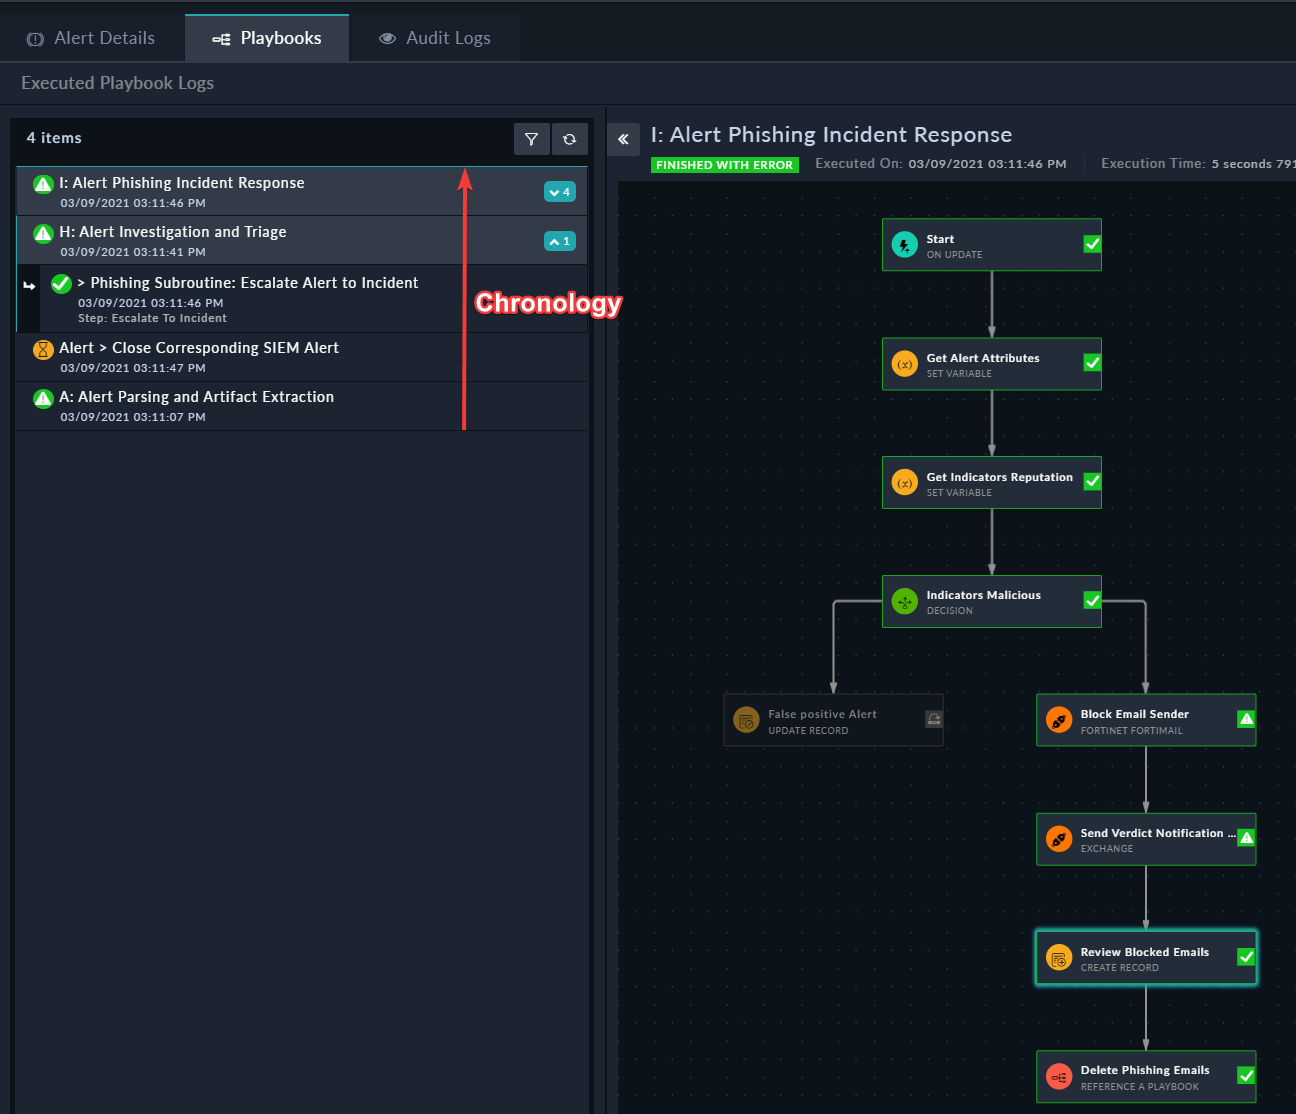 Alert Details
Playbooks
Audit Logs
Executed Playbook Logs
4 items
I: Alert Phishing Incident Response
03/09/2021 03:11:46 PM
4
H: Alert Investigation and Triage
03/09/2021 03:11:41 PM
1
> Phishing Subroutine: Escalate Alert to Incident
03/09/2021 03:11:46 PM
Step: Escalate To Incident
Alert > Close Corresponding SIEM Alert
03/09/2021 03:11:47 PM
A: Alert Parsing and Artifact Extraction
03/09/2021 03:11:07 PM
Chronology
I: Alert Phishing Incident Response
FINISHED WITH ERROR Executed On: 03/09/2021 03:11:46 PM Execution Time: 5 seconds 791
Start
ON UPDATE
(x) Get Alert Attributes
SET VARIABLE
(x) Get Indicators Reputation
SET VARIABLE
Indicators Malicious
DECISION
False positive Alert
UPDATE RECORD
Block Email Sender
FORTINET FORTIMAIL
Send Verdict Notification ...
EXCHANGE
Review Blocked Emails
CREATE RECORD
Delete Phishing Emails
REFERENCE A PLAYBOOK